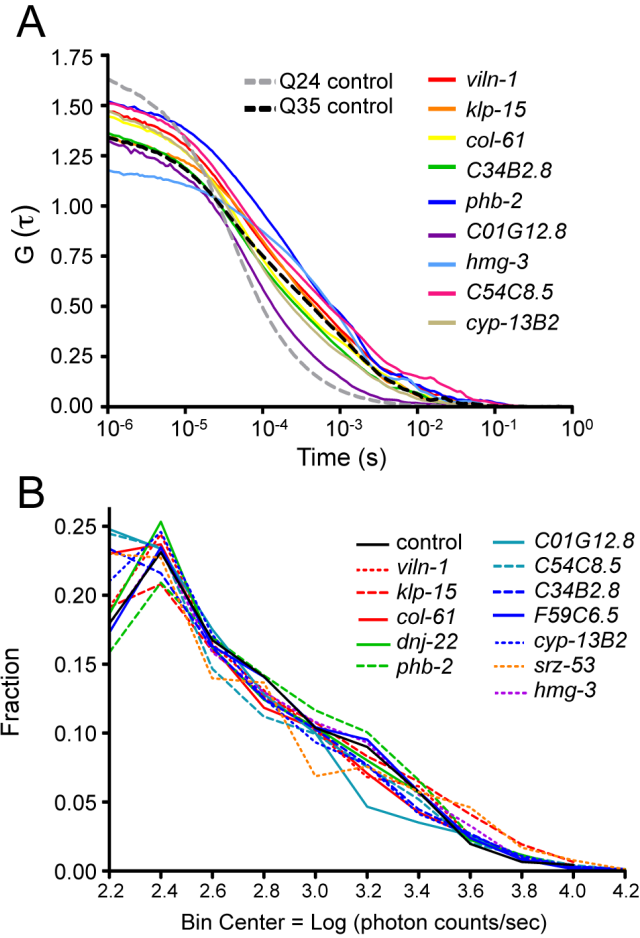 A
1.75
1.50
1.25
1.00
0.75
0.50
0.25
0.00
G (τ)
Q24 control
Q35 control
viln-1
klp-15
col-61
C34B2.8
phb-2
C01G12.8
hmg-3
C54C8.5
cyp-13B2
10⁻⁶ 10⁻⁵ 10⁻⁴ 10⁻³ 10⁻² 10⁻¹ 10⁰
Time (s)
B
0.25
0.20
0.15
0.10
0.05
0.00
Fraction
control
viln-1
klp-15
col-61
dnj-22
phb-2
C01G12.8
C54C8.5
C34B2.8
F59C6.5
cyp-13B2
srz-53
hmg-3
2.2 2.4 2.6 2.8 3.0 3.2 3.4 3.6 3.8 4.0 4.2
Bin Center = Log (photon counts/sec)